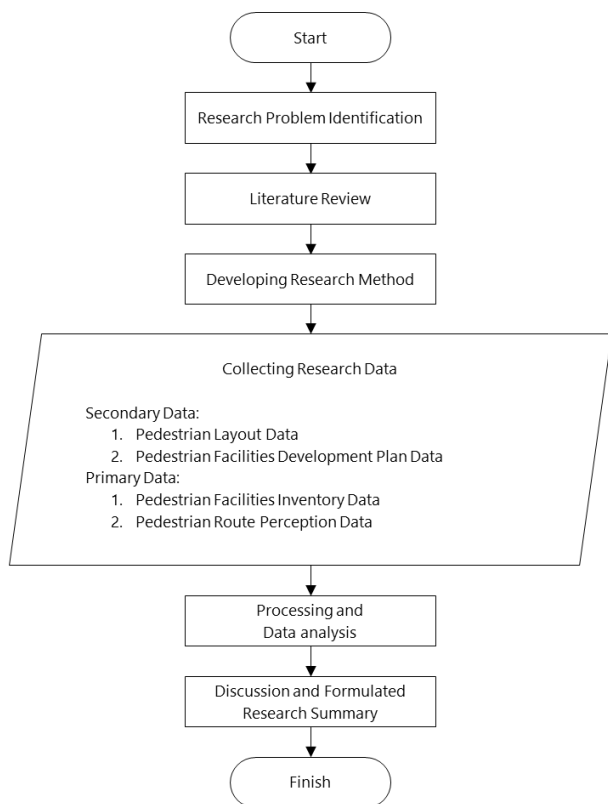 Start
Research Problem Identification
Literature Review
Developing Research Method
Collecting Research Data
Secondary Data:
1. Pedestrian Layout Data
2. Pedestrian Facilities Development Plan Data
Primary Data:
1. Pedestrian Facilities Inventory Data
2. Pedestrian Route Perception Data
Processing and
Data analysis
Discussion and Formulated
Research Summary
Finish